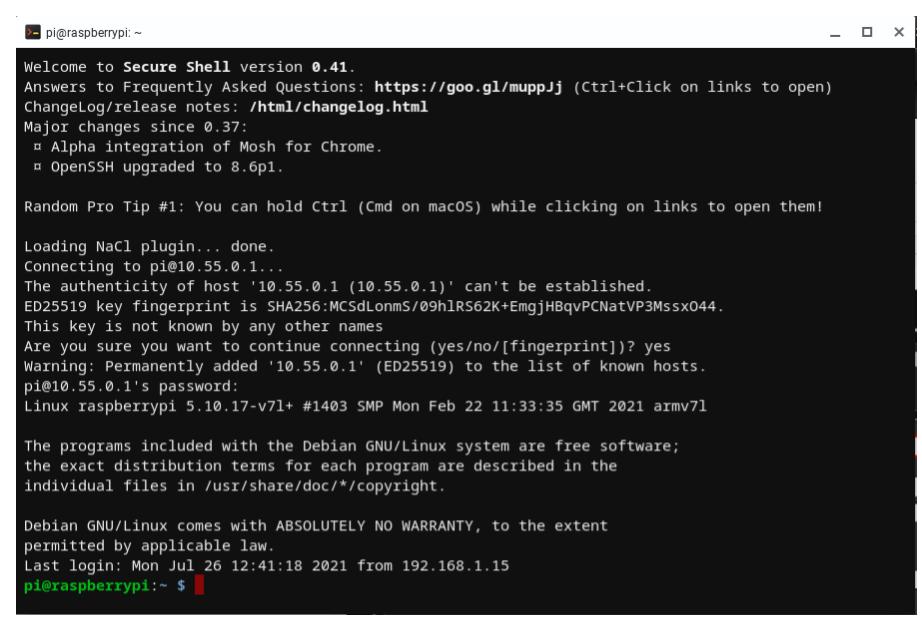 pi@raspberrypi: ~
Welcome to Secure Shell version 0.41.
Answers to Frequently Asked Questions: https://goo.gl/muppJj (Ctrl+Click on links to open)
ChangeLog/release notes: /html/changelog.html
Major changes since 0.37:
¤ Alpha integration of Mosh for Chrome.
¤ OpenSSH upgraded to 8.6p1.
Random Pro Tip #1: You can hold Ctrl (Cmd on macOS) while clicking on links to open them!
Loading NaCl plugin... done.
Connecting to pi@10.55.0.1...
The authenticity of host '10.55.0.1 (10.55.0.1)' can't be established.
ED25519 key fingerprint is SHA256:MCSdLonmS/09hlRS62K+EmgjHBqvPCNatVP3MssxO44.
This key is not known by any other names
Are you sure you want to continue connecting (yes/no/[fingerprint])? yes
Warning: Permanently added '10.55.0.1' (ED25519) to the list of known hosts.
pi@10.55.0.1's password:
Linux raspberrypi 5.10.17-v7l+ #1403 SMP Mon Feb 22 11:33:35 GMT 2021 armv7l
The programs included with the Debian GNU/Linux system are free software;
the exact distribution terms for each program are described in the
individual files in /usr/share/doc/*/copyright.
Debian GNU/Linux comes with ABSOLUTELY NO WARRANTY, to the extent
permitted by applicable law.
Last login: Mon Jul 26 12:41:18 2021 from 192.168.1.15
pi@raspberrypi:~ $